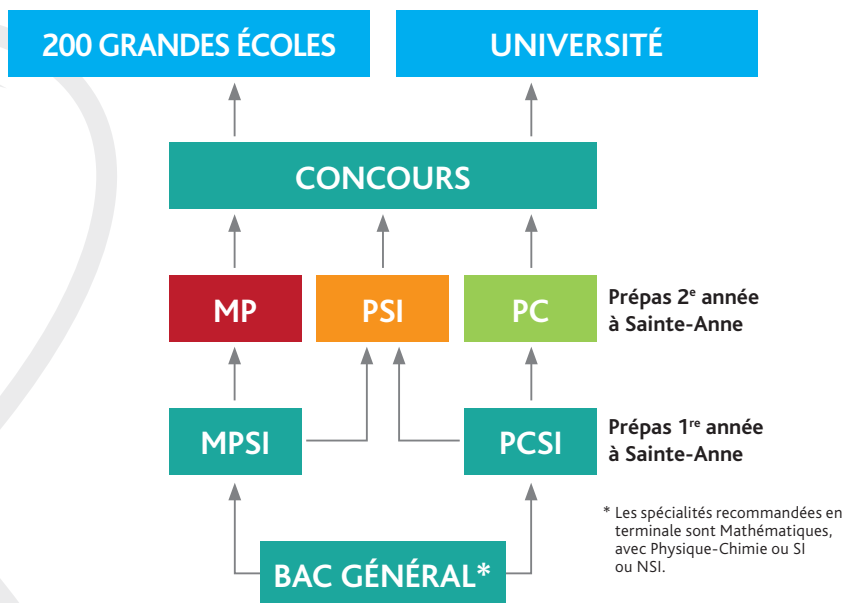 200 GRANDES ÉCOLES
UNIVERSITÉ
CONCOURS
MP
PSI
PC
Prépas 2e année
à Sainte-Anne
MPSI
PCSI
Prépas 1re année
à Sainte-Anne
* Les spécialités recommandées en
terminale sont Mathématiques,
avec Physique-Chimie ou SI
ou NSI.
BAC GÉNÉRAL*